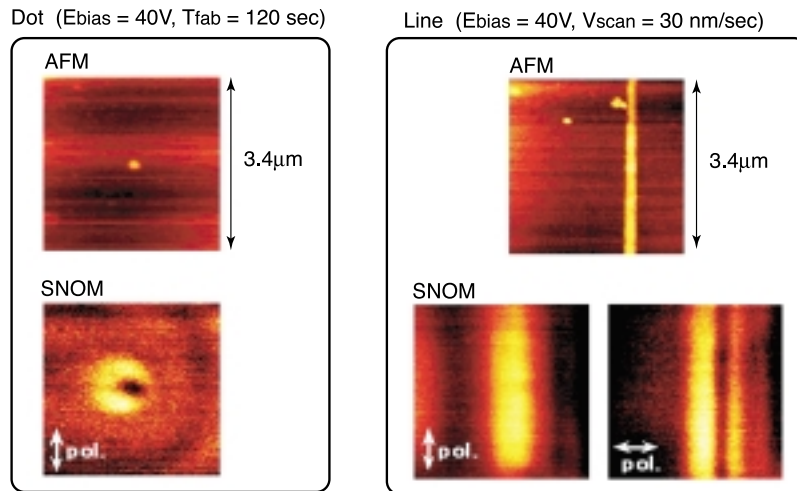 Dot (Ebias = 40V, Tfab = 120 sec)
AFM
3.4μm
SNOM
pol.
Line (Ebias = 40V, Vscan = 30 nm/sec)
AFM
3.4μm
SNOM
pol.
pol.